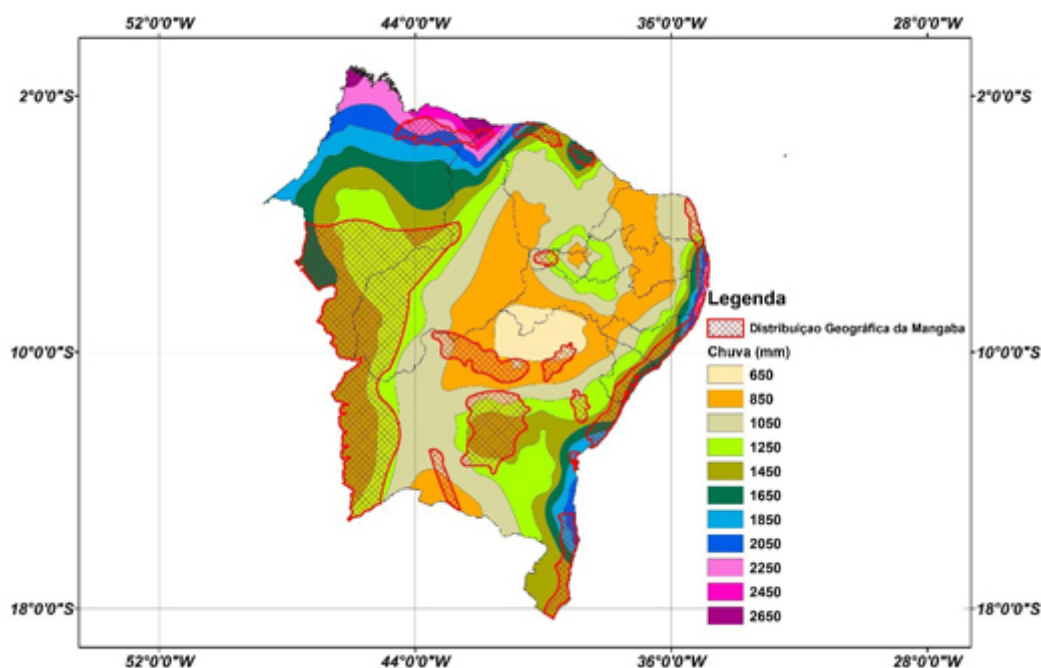 52°0'0"W 44°0'0"W 36°0'0"W 28°0'0"W
2°0'0"S 2°0'0"S
Legenda
Distribuiçao Geográfica da Mangaba
10°0'0"S 10°0'0"S
Chuva (mm)
650
850
1050
1250
1450
1650
1850
2050
2250
2450
2650
18°0'0"S 18°0'0"S
52°0'0"W 44°0'0"W 36°0'0"W 28°0'0"W